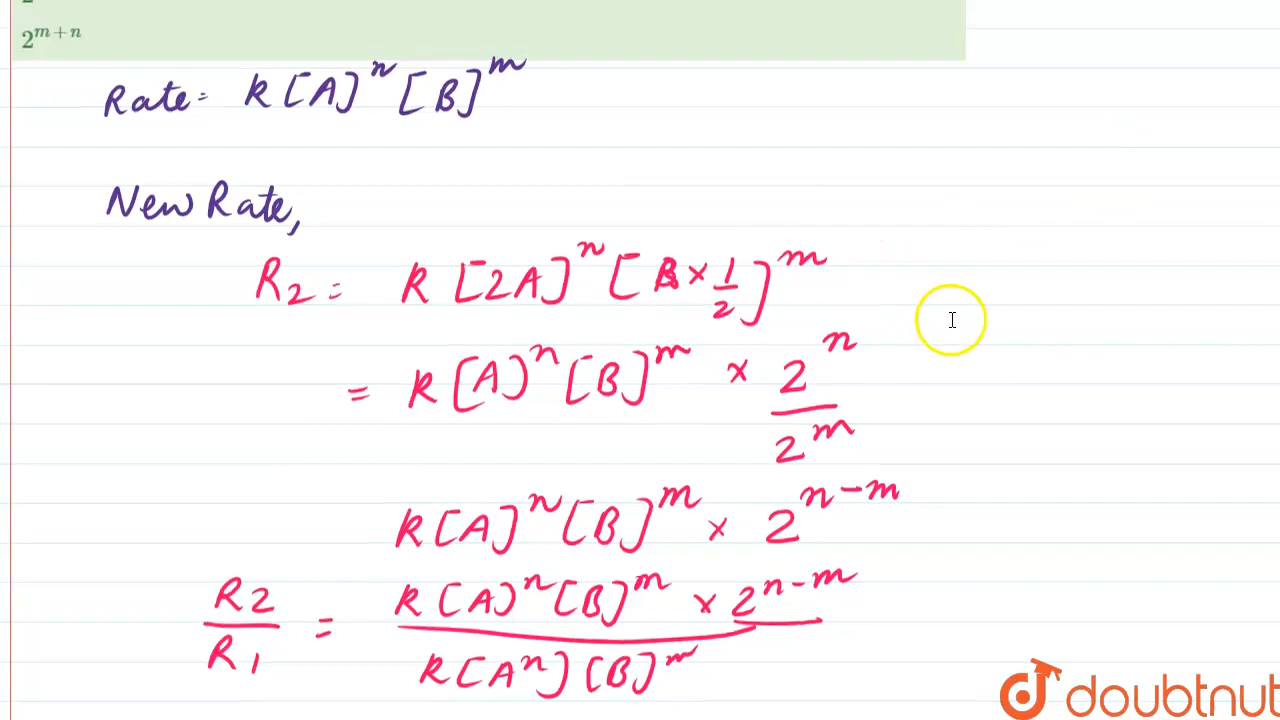 2^{m+n}
Rate = K[A]^n [B]^m
New Rate,
R2 = K [2A]^n [B × 1/2]^m
= K[A]^n [B]^m × 2^n / 2^m
K[A]^n [B]^m × 2^{n-m}
R2 / R1 = K[A]^n [B]^m × 2^{n-m} / K[A^n] [B]^m
doubtnut